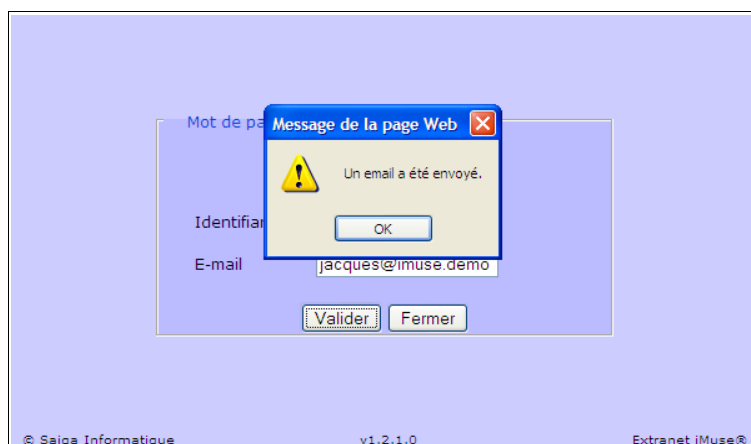 Mot de pa
Message de la page Web
Un email a été envoyé.
OK
Identifian
E-mail
jacques@imuse.demo
Valider
Fermer
© Saiga Informatique
v1.2.1.0
Extranet iMuse®